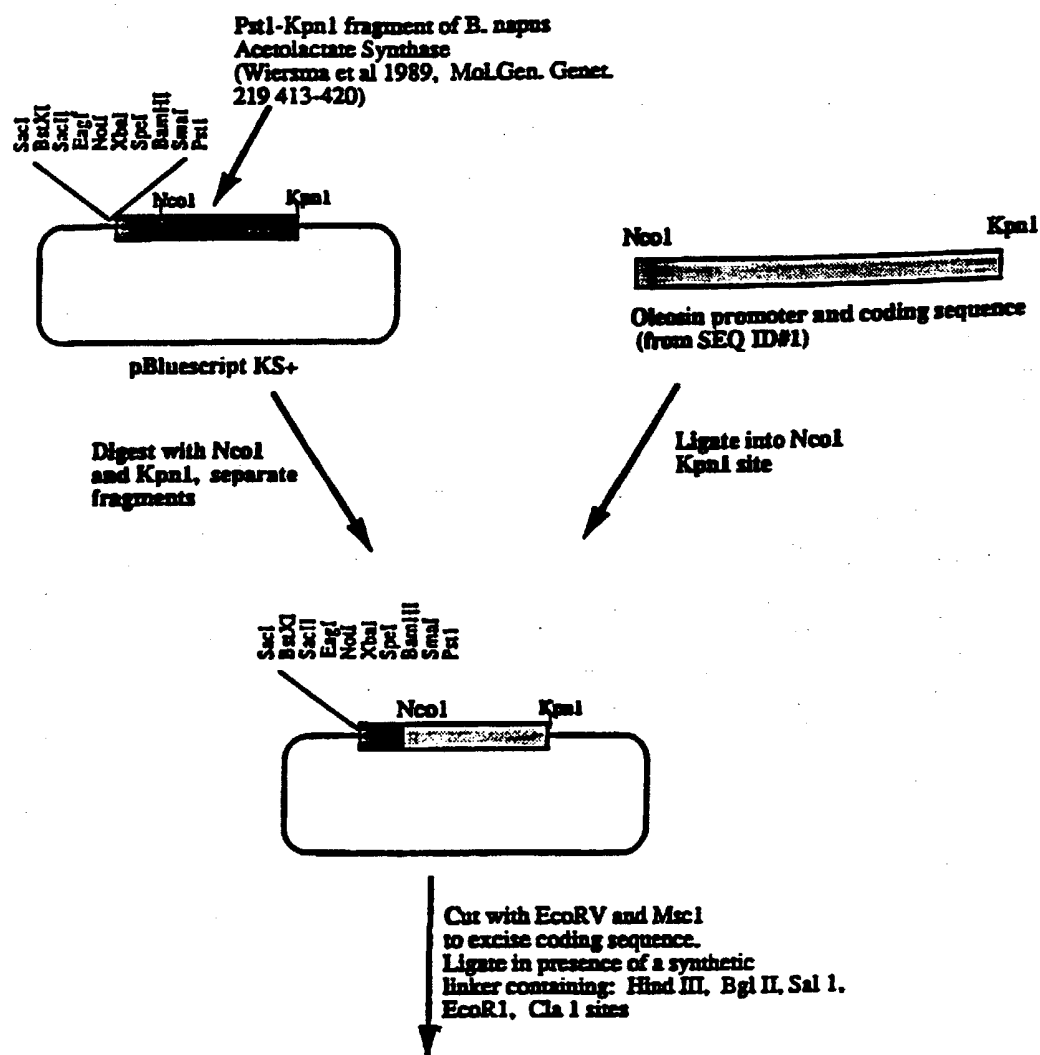 Pst1-Kpn1 fragment of B. napus
Acetolactate Synthase
(Wiersma et al 1989, Mol.Gen. Genet.
219 413-420)
SacI
BstXI
SacII
EagI
NotI
XbaI
SpeI
BamHI
SmaI
PstI
Nco1
Kpn1
pBluescript KS+
Nco1
Kpn1
Oleosin promoter and coding sequence
(from SEQ ID#1)
Digest with Nco1
and Kpn1, separate
fragments
Ligate into Nco1
Kpn1 site
SacI
BstXI
SacII
EagI
NotI
XbaI
SpeI
BamHI
SmaI
PstI
Nco1
Kpn1
Cut with EcoRV and Msc1
to excise coding sequence.
Ligate in presence of a synthetic
linker containing: Hind III, Bgl II, Sal 1,
EcoR1, Cla 1 sites